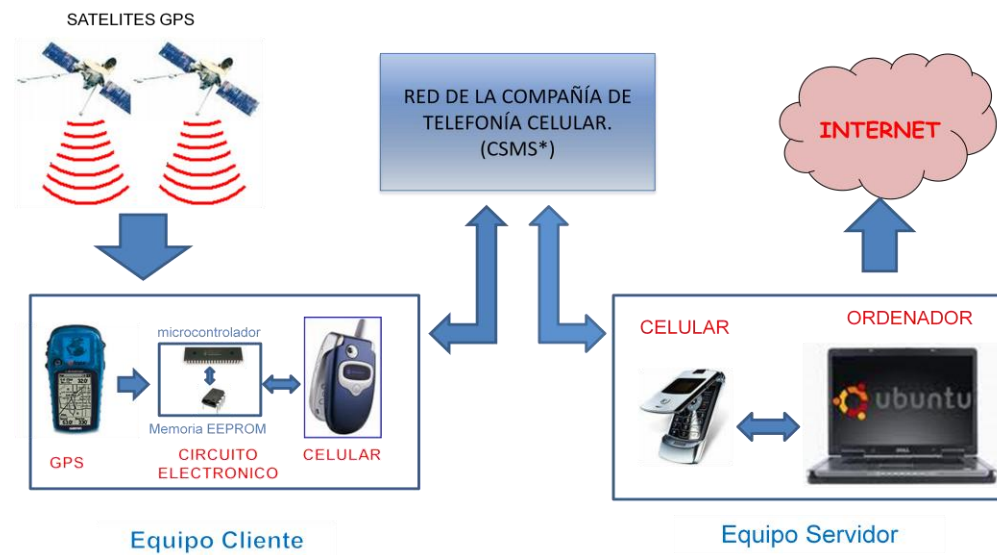 SATELITES GPS
RED DE LA COMPAÑÍA DE
TELEFONÍA CELULAR.
(CSMS*)
INTERNET
microcontrolador
Memoria EEPROM
GPS
CIRCUITO
ELECTRONICO
CELULAR
Equipo Cliente
CELULAR
ORDENADOR
ubuntu
DELL
Equipo Servidor